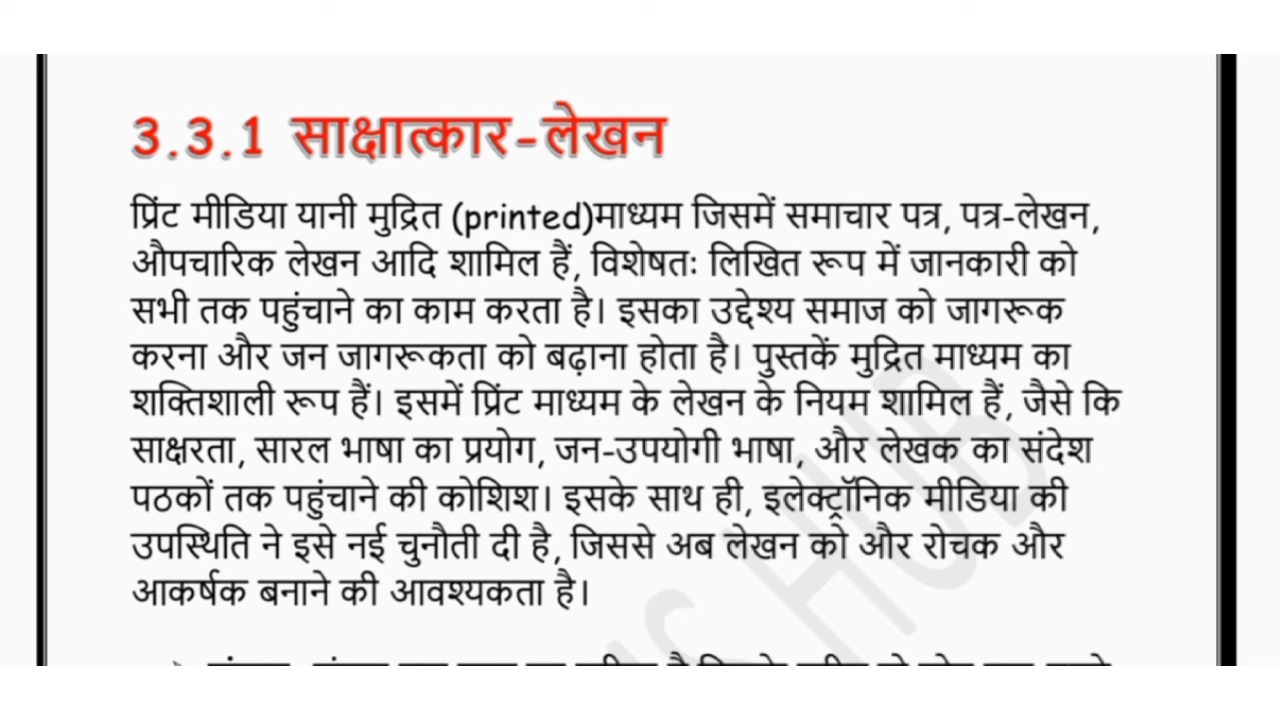 3.3.1 साक्षात्कार-लेखन
प्रिंट मीडिया यानी मुद्रित (printed)माध्यम जिसमें समाचार पत्र, पत्र-लेखन,
औपचारिक लेखन आदि शामिल हैं, विशेषतः लिखित रूप में जानकारी को
सभी तक पहुंचाने का काम करता है। इसका उद्देश्य समाज को जागरूक
करना और जन जागरूकता को बढ़ाना होता है। पुस्तकें मुद्रित माध्यम का
शक्तिशाली रूप हैं। इसमें प्रिंट माध्यम के लेखन के नियम शामिल हैं, जैसे कि
साक्षरता, सारल भाषा का प्रयोग, जन-उपयोगी भाषा, और लेखक का संदेश
पठकों तक पहुंचाने की कोशिश। इसके साथ ही, इलेक्ट्रॉनिक मीडिया की
उपस्थिति ने इसे नई चुनौती दी है, जिससे अब लेखन को और रोचक और
आकर्षक बनाने की आवश्यकता है।
HUB